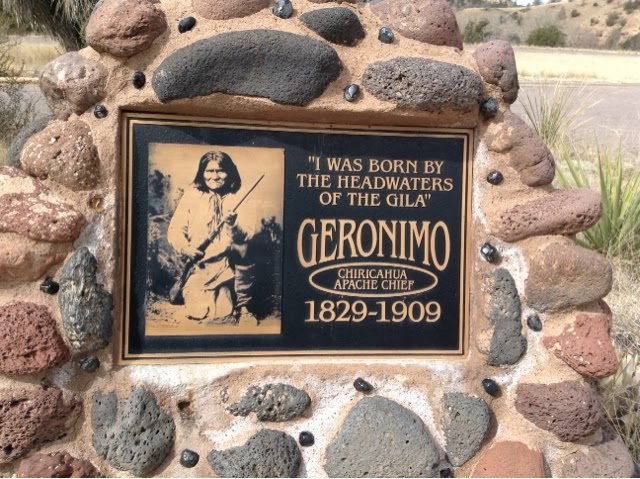 "I WAS BORN BY
THE HEADWATERS
OF THE GILA"
GERONIMO
CHIRICAHUA
APACHE CHIEF
1829-1909